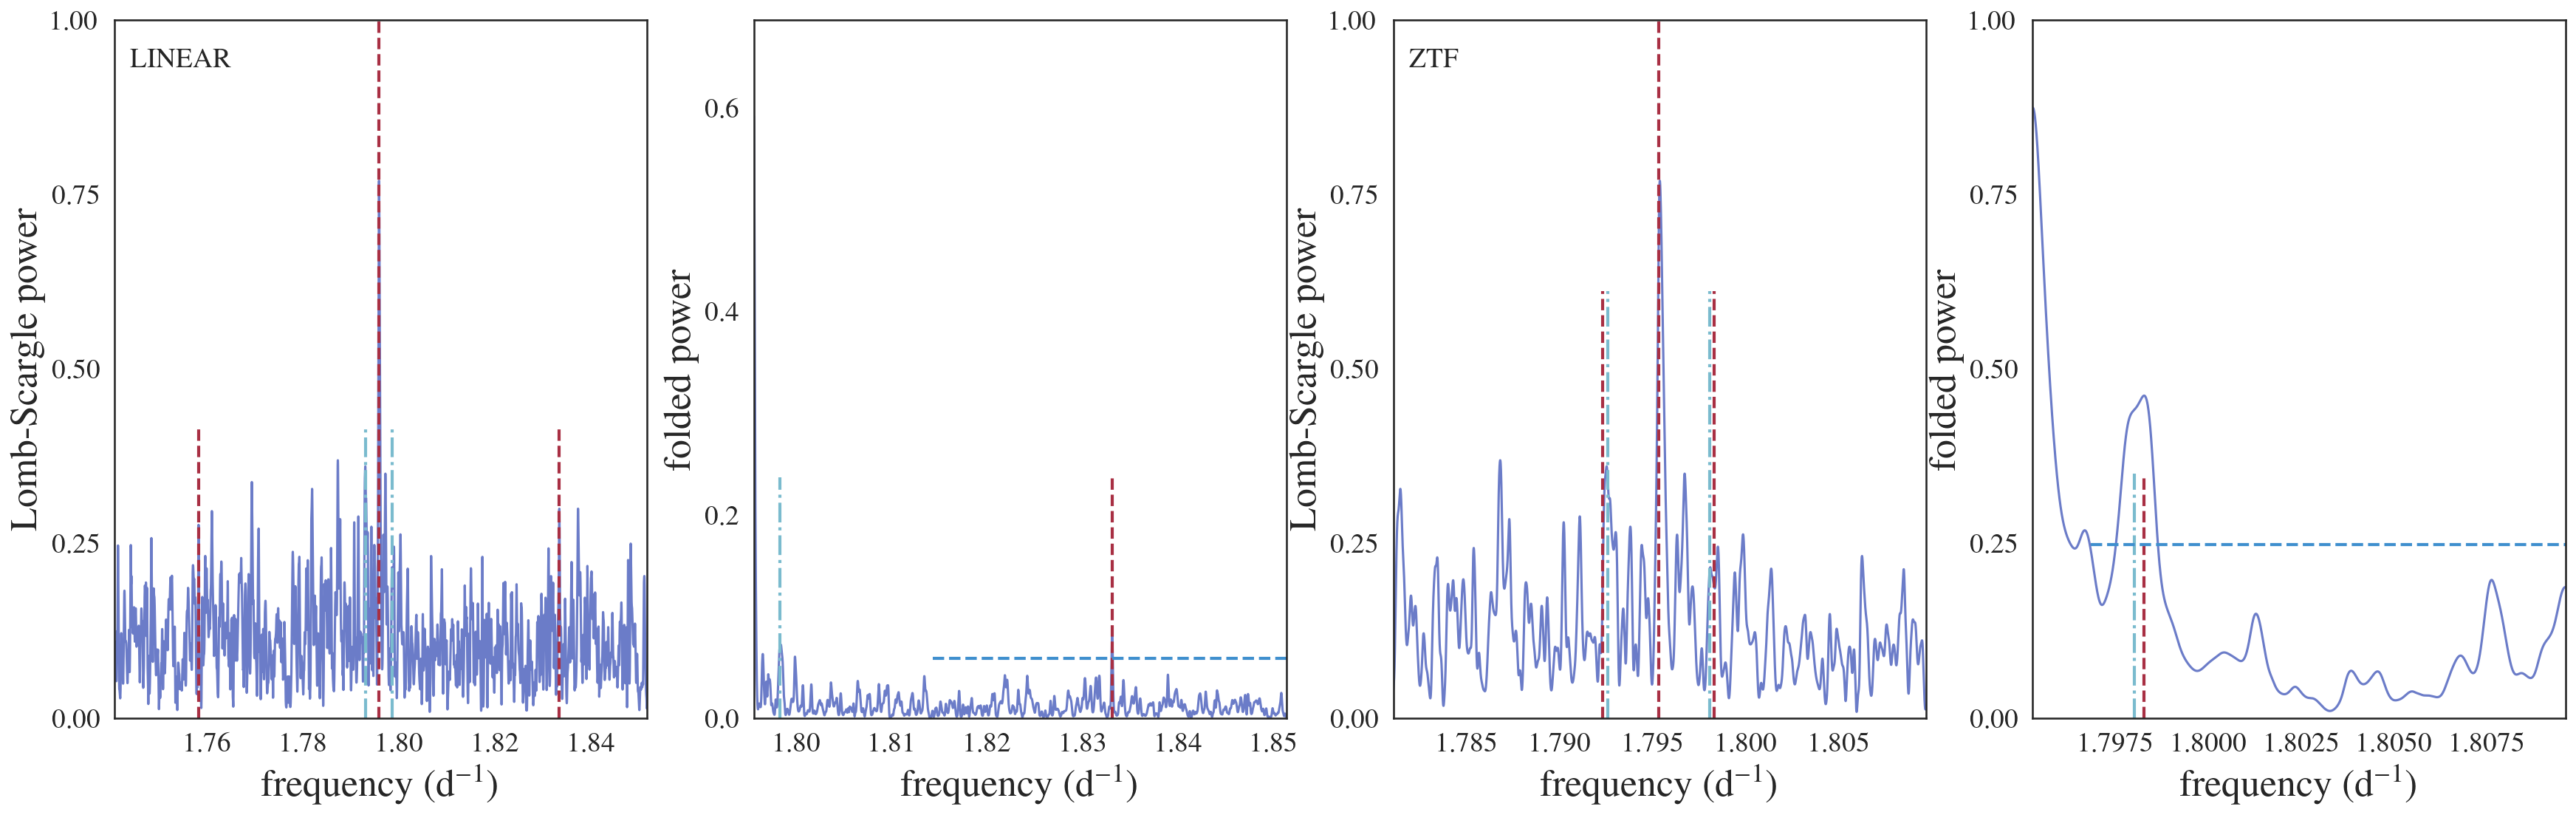 LINEAR
Lomb-Scargle power
1.00
0.75
0.50
0.25
0.00
1.76 1.78 1.80 1.82 1.84
frequency (d⁻¹)
folded power
0.6
0.4
0.2
0.0
1.80 1.81 1.82 1.83 1.84 1.85
frequency (d⁻¹)
ZTF
Lomb-Scargle power
1.00
0.75
0.50
0.25
0.00
1.785 1.790 1.795 1.800 1.805
frequency (d⁻¹)
folded power
1.00
0.75
0.50
0.25
0.00
1.7975 1.8000 1.8025 1.8050 1.8075
frequency (d⁻¹)